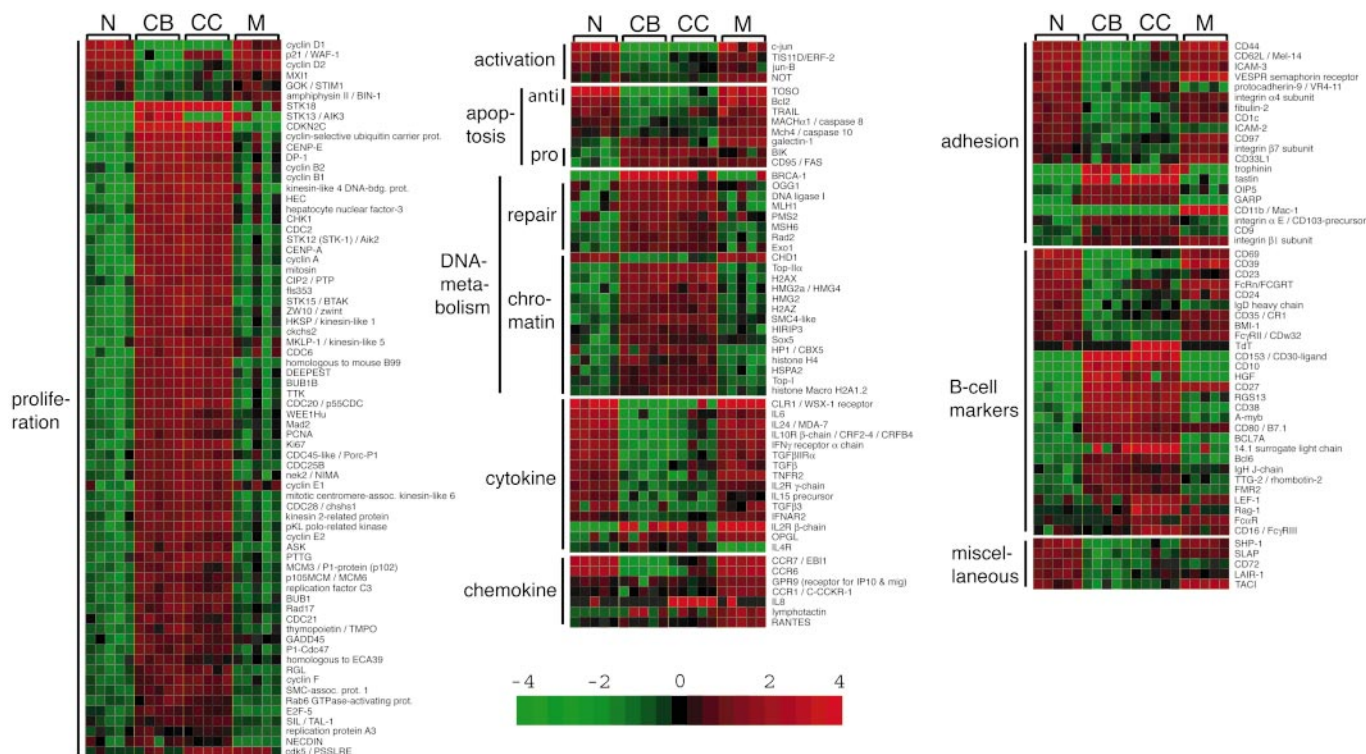 N CB CC M
cyclin D1
p21 / WAF-1
cyclin D2
MXI1
GOK / STIM1
amphiphysin II / BIN-1
STK18
STK13 / AIK3
CDKN2C
cyclin-selective ubiquitin carrier prot.
CENP-E
DP-1
cyclin B2
cyclin B1
kinesin-like 4 DNA-bdg. prot.
HEC
hepatocyte nuclear factor-3
CHK1
CDC2
STK12 (STK-1) / Aik2
CENP-A
cyclin A
mitosin
CIP2 / PTP
fls353
STK15 / BTAK
ZW10 / zwint
HKSP / kinesin-like 1
ckchs2
MKLP-1 / kinesin-like 5
CDC6
homologous to mouse B99
DEEPEST
BUB1B
TTK
CDC20 / p55CDC
WEE1Hu
Mad2
PCNA
Ki67
CDC45-like / Porc-P1
CDC25B
nek2 / NIMA
cyclin E1
mitotic centromere-assoc. kinesin-like 6
CDC28 / chshs1
kinesin 2-related protein
pKL polo-related kinase
cyclin E2
ASK
PTTG
MCM3 / P1-protein (p102)
p105MCM / MCM6
replication factor C3
BUB1
Rad17
CDC21
thymopoietin / TMPO
GADD45
P1-Cdc47
homologous to ECA39
RGL
cyclin F
SMC-assoc. prot. 1
Rab6 GTPase-activating prot.
E2F-5
SIL / TAL-1
replication protein A3
NECDIN
cdk5 / PSSLRE
prolife-
ration
N CB CC M
activation
c-jun
TIS11D/ERF-2
jun-B
NOT
apop-
tosis
anti
TOSO
Bcl2
TRAIL
MACHα1 / caspase 8
Mch4 / caspase 10
galectin-1
pro
BIK
CD95 / FAS
DNA-
metabolism
repair
BRCA-1
OGG1
DNA ligase I
MLH1
PMS2
MSH6
Rad2
Exo1
chro-
matin
CHD1
Top-IIα
H2AX
HMG2a / HMG4
HMG2
H2AZ
SMC4-like
HIRIP3
Sox5
HP1 / CBX5
histone H4
HSPA2
Top-I
histone Macro H2A1.2
cytokine
CLR1 / WSX-1 receptor
IL6
IL24 / MDA-7
IL10R β-chain / CRF2-4 / CRFB4
IFNγ receptor α chain
TGFβIIRα
TGFβ
TNFR2
IL2R γ-chain
IL15 precursor
TGFβ3
IFNAR2
IL2R β-chain
OPGL
IL4R
chemokine
CCR7 / EBI1
CCR6
GPR9 (receptor for IP10 & mig)
CCR1 / C-CCKR-1
IL8
lymphotactin
RANTES
-4 -2 0 2 4
N CB CC M
adhesion
CD44
CD62L / Mel-14
ICAM-3
VESPR semaphorin receptor
protocadherin-9 / VR4-11
integrin α4 subunit
fibulin-2
CD1c
ICAM-2
CD97
integrin β7 subunit
CD33L1
trophinin
tastin
OIP5
GARP
CD11b / Mac-1
integrin α E / CD103-precursor
CD9
integrin β1 subunit
B-cell
markers
CD69
CD39
CD23
FcRn/FCGRT
CD24
IgD heavy chain
CD35 / CR1
BMI-1
FcγRII / CDw32
TdT
CD153 / CD30-ligand
CD10
HGF
CD27
RGS13
CD38
A-myb
CD80 / B7.1
BCL7A
14.1 surrogate light chain
Bcl6
IgH J-chain
TTG-2 / rhombotin-2
FMR2
LEF-1
Rag-1
FcαR
CD16 / FcγRIII
miscel-
laneous
SHP-1
SLAP
CD72
LAIR-1
TACI